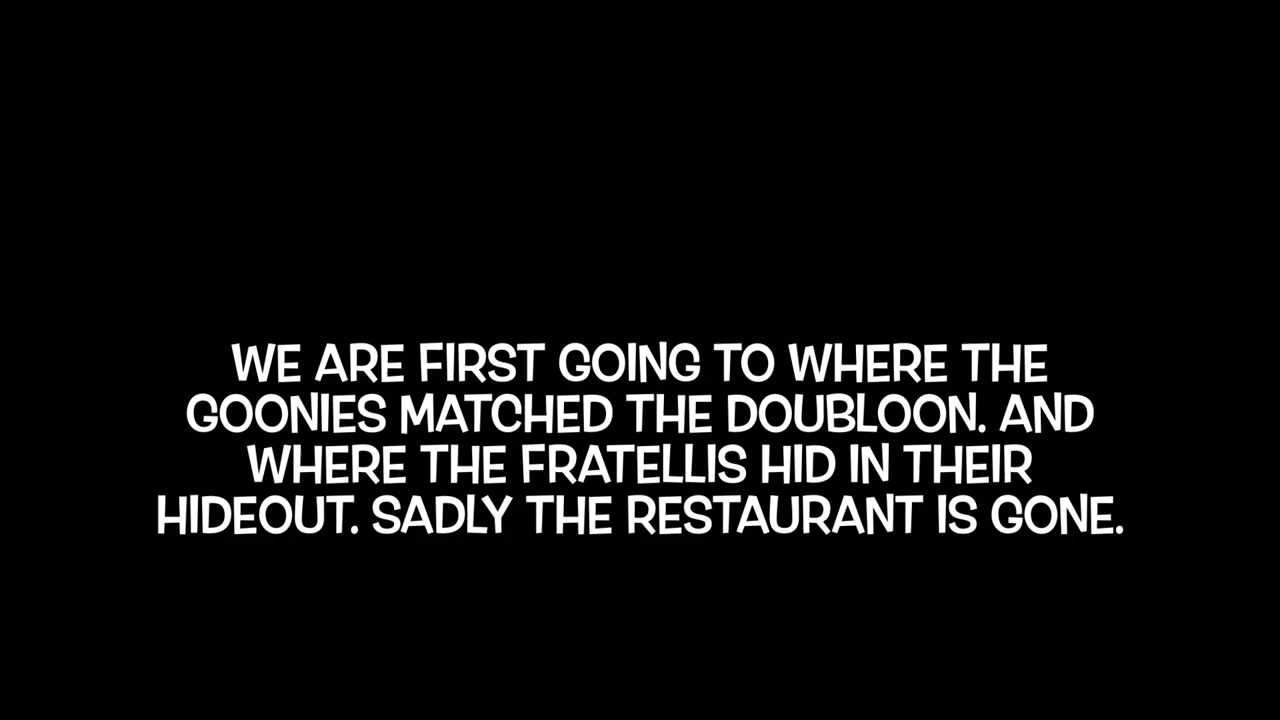 WE ARE FIRST GOING TO WHERE THE
GOONIES MATCHED THE DOUBLOON. AND
WHERE THE FRATELLIS HID IN THEIR
HIDEOUT. SADLY THE RESTAURANT IS GONE.